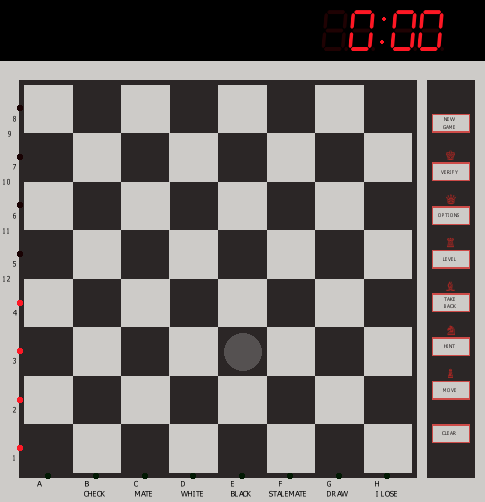 0:00
8
NEW
GAME
9
7
VERIFY
10
6
OPTIONS
11
5
LEVEL
12
4
TAKE
BACK
3
HINT
2
MOVE
1
CLEAR
A B C D E F G H
CHECK MATE WHITE BLACK STALEMATE DRAW I LOSE